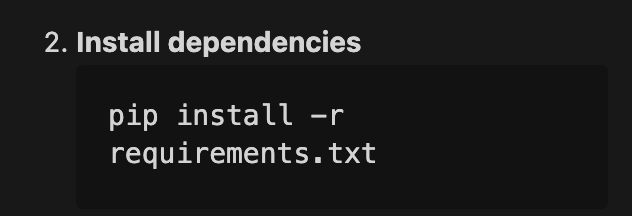 2. Install dependencies
pip install -r
requirements.txt